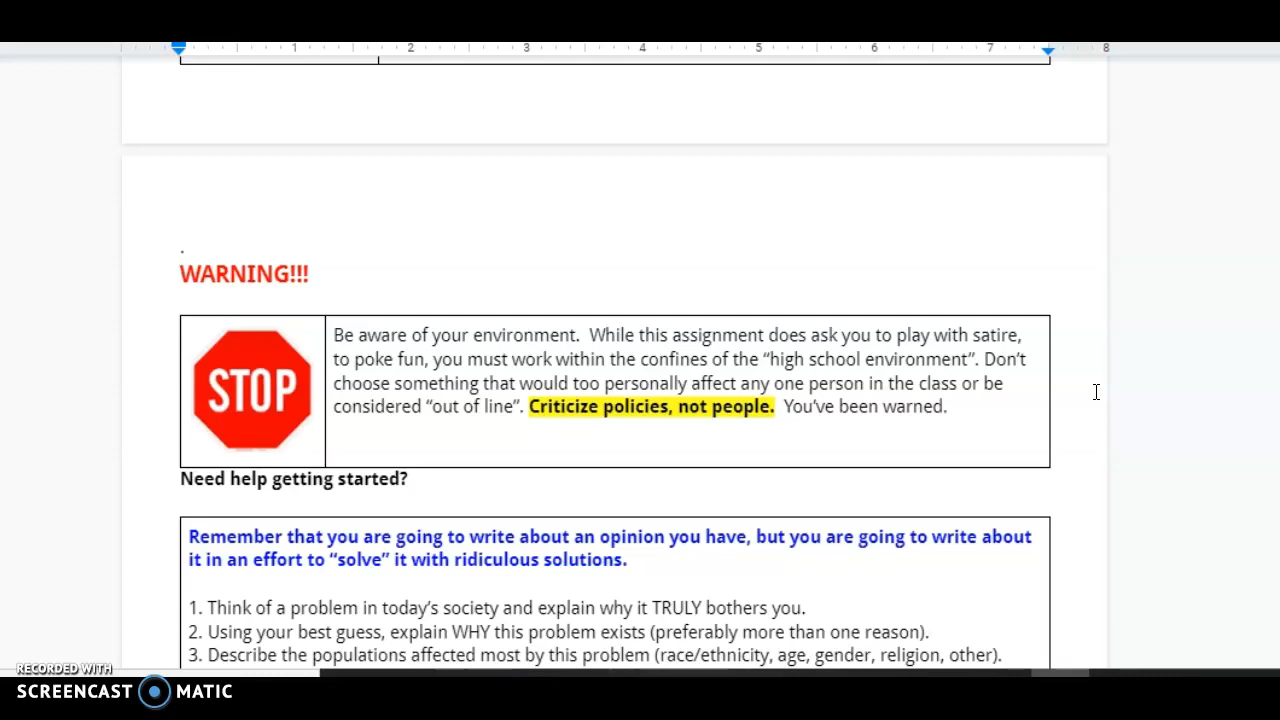 1 2 3 4 5 6 7 8
.
WARNING!!!
STOP
Be aware of your environment.  While this assignment does ask you to play with satire,
to poke fun, you must work within the confines of the “high school environment”. Don’t
choose something that would too personally affect any one person in the class or be
considered “out of line”. Criticize policies, not people.  You’ve been warned.
Need help getting started?
Remember that you are going to write about an opinion you have, but you are going to write about
it in an effort to “solve” it with ridiculous solutions.
1. Think of a problem in today’s society and explain why it TRULY bothers you.
2. Using your best guess, explain WHY this problem exists (preferably more than one reason).
3. Describe the populations affected most by this problem (race/ethnicity, age, gender, religion, other).
RECORDED WITH
SCREENCAST MATIC